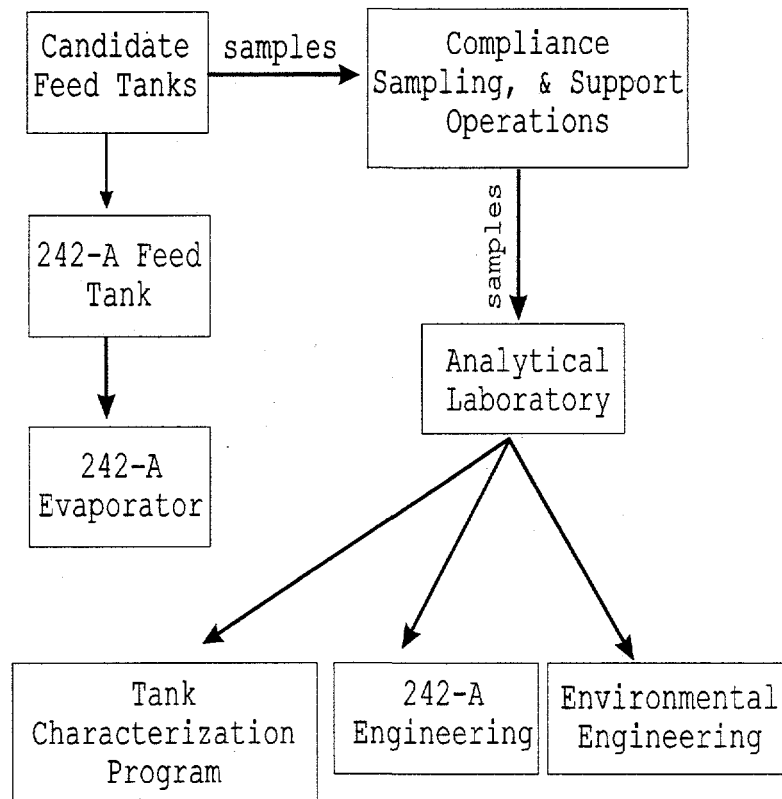 Candidate
Feed Tanks
samples
Compliance
Sampling, & Support
Operations
242-A Feed
Tank
samples
Analytical
Laboratory
242-A
Evaporator
Tank
Characterization
Program
242-A
Engineering
Environmental
Engineering